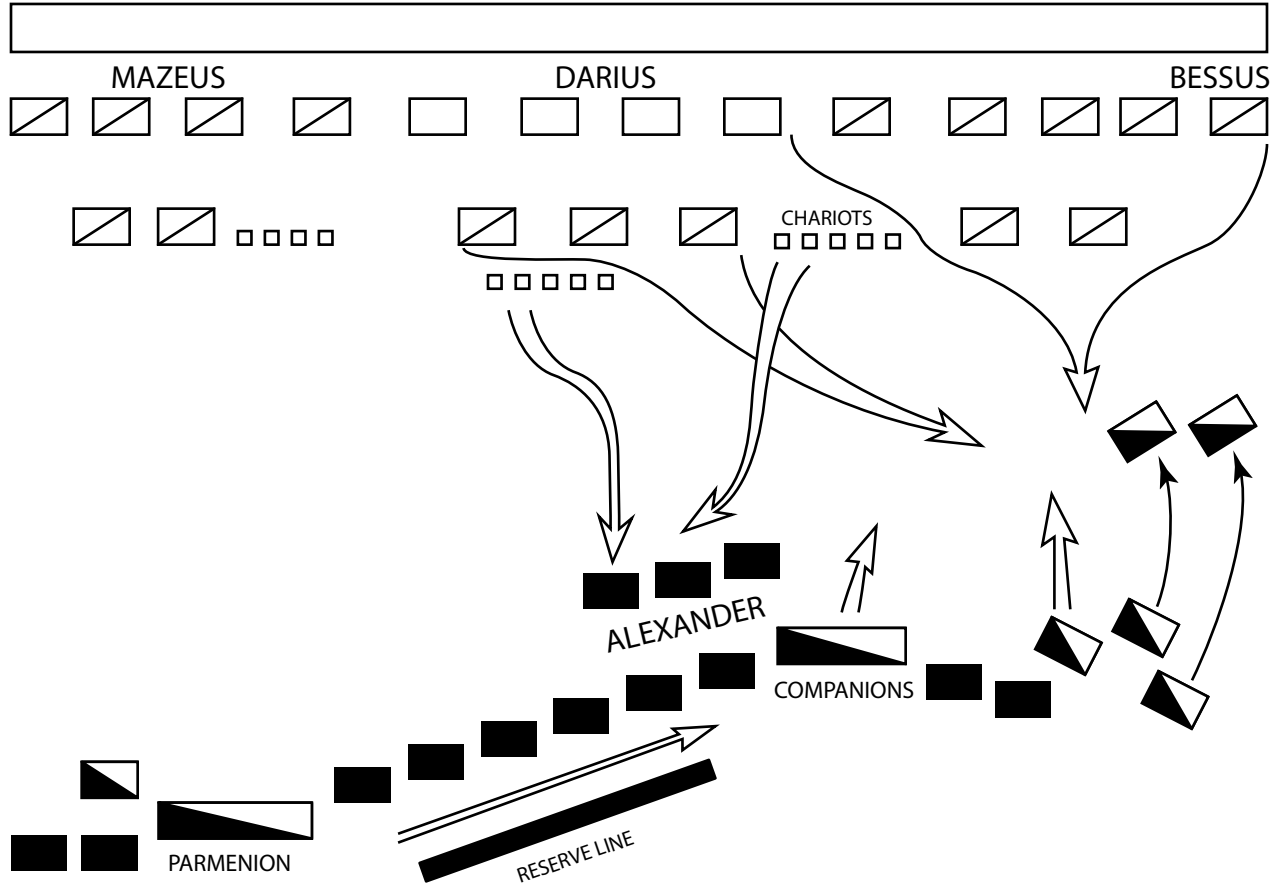 MAZEUS
DARIUS
BESSUS
CHARIOTS
ALEXANDER
COMPANIONS
PARMENION
RESERVE LINE